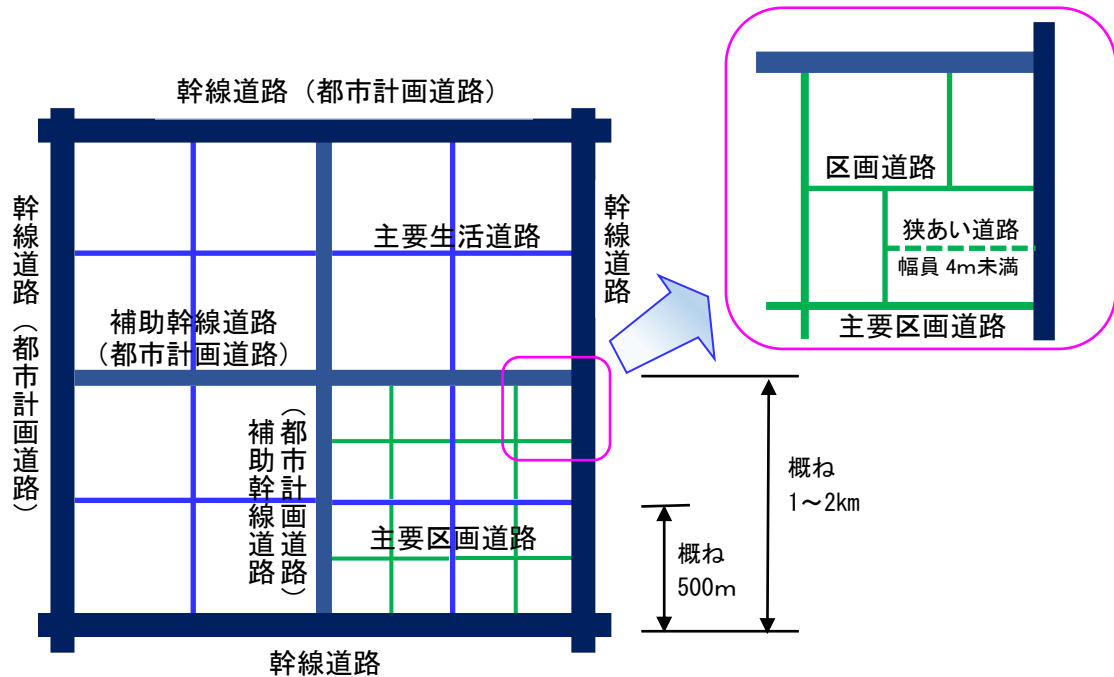 幹線道路（都市計画道路）
幹線道路（都市計画道路）
主要生活道路
幹線道路
補助幹線道路
（都市計画道路）
補助幹線道路
（都市計画道路）
主要区画道路
幹線道路
区画道路
狭あい道路
幅員 4ｍ未満
主要区画道路
概ね
1～2km
概ね
500ｍ